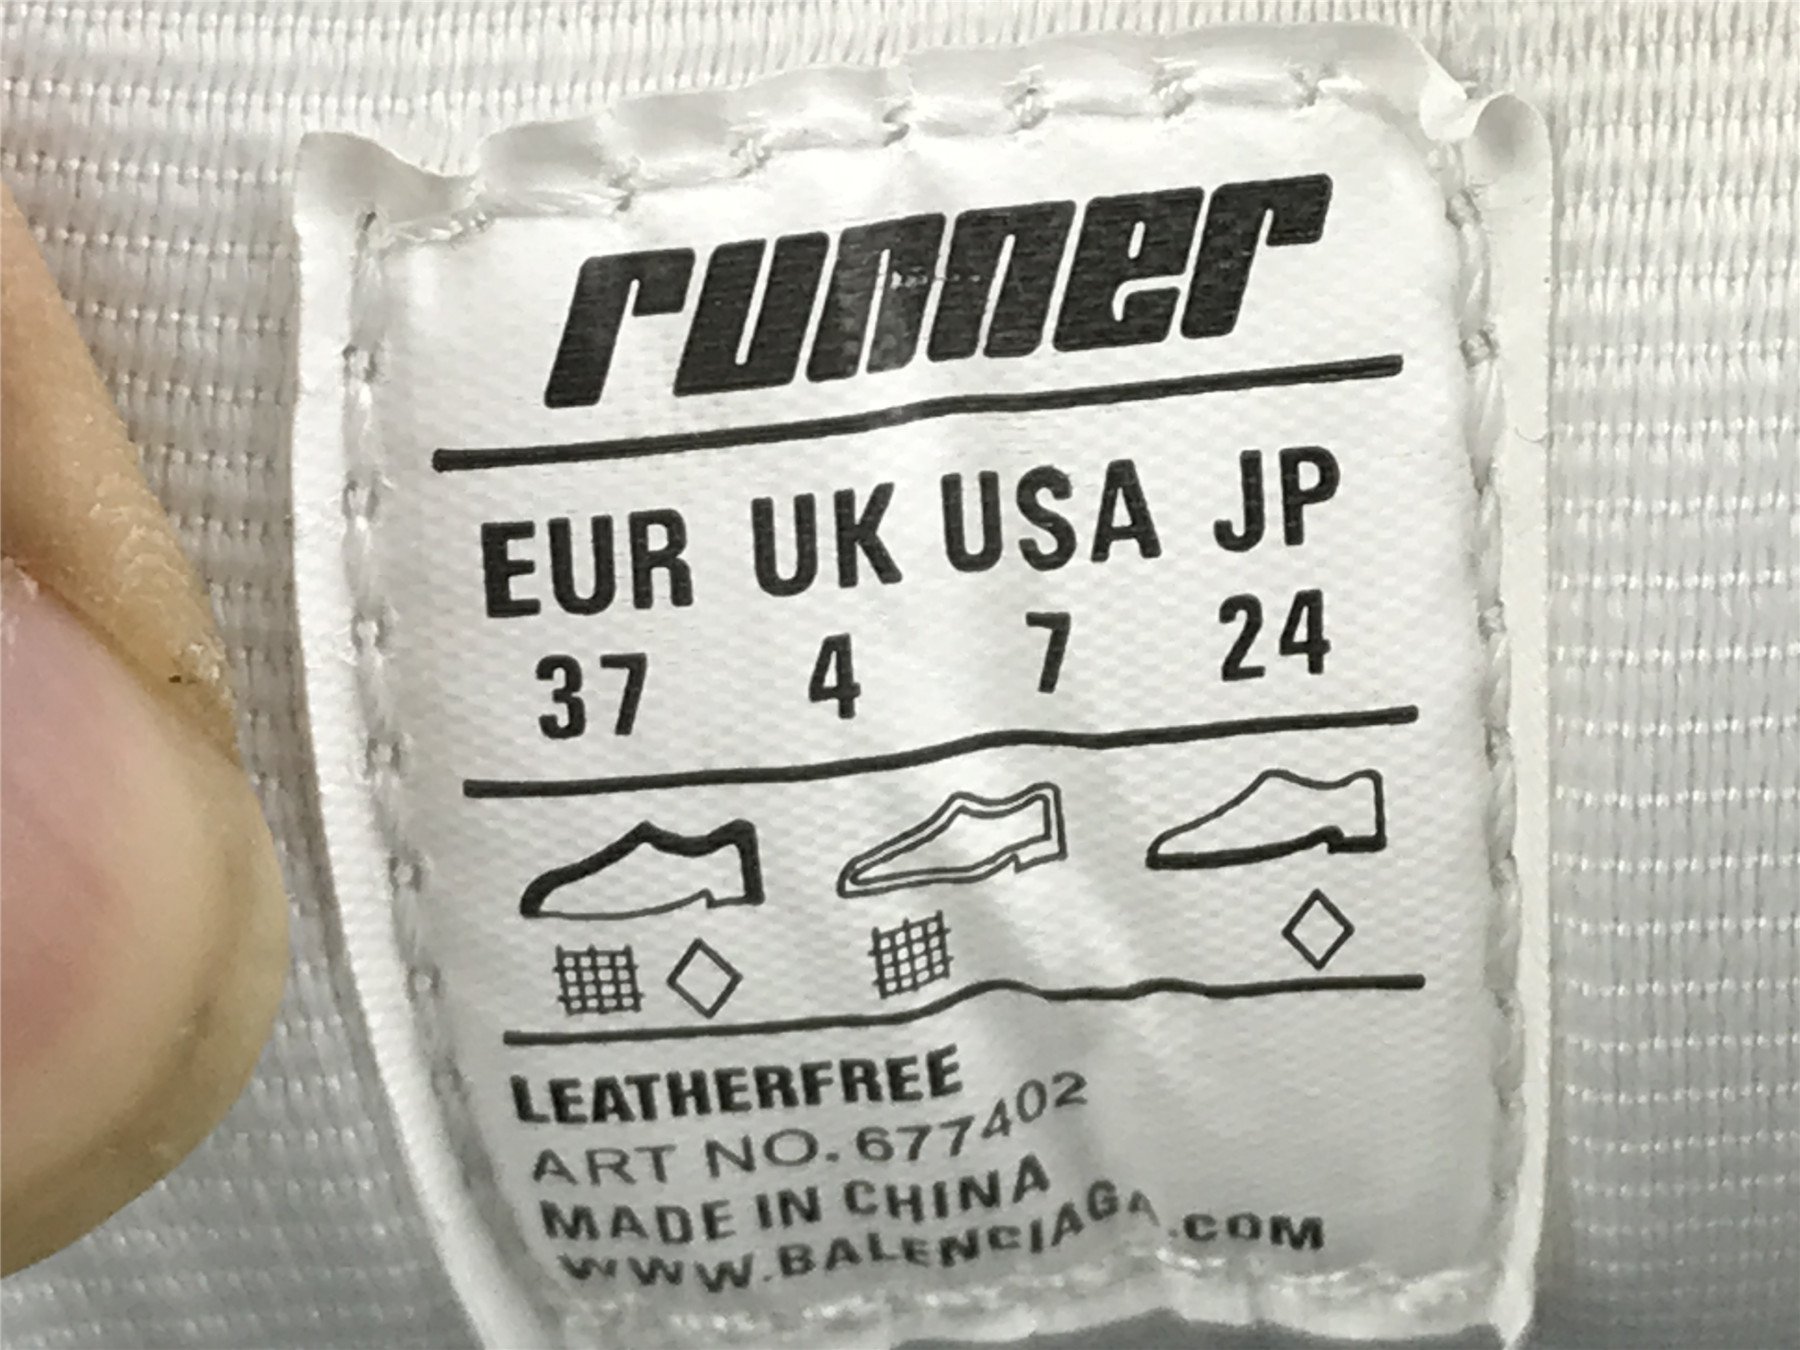 runner
EUR UK USA JP
37 4 7 24
LEATHERFREE
ART NO. 677402
MADE IN CHINA
WWW.BALENCIAGA.COM